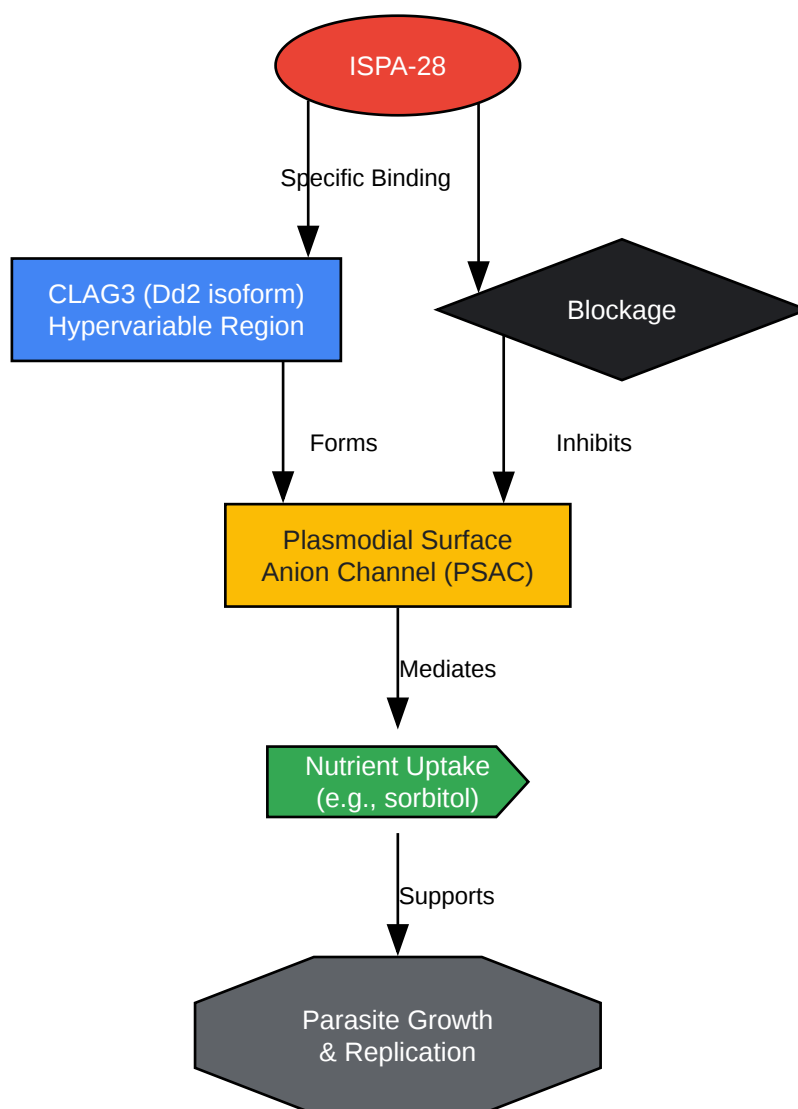 ISPA-28
Specific Binding
CLAG3 (Dd2 isoform)
Hypervariable Region
Blockage
Forms
Inhibits
Plasmodial Surface
Anion Channel (PSAC)
Mediates
Nutrient Uptake
(e.g., sorbitol)
Supports
Parasite Growth
& Replication